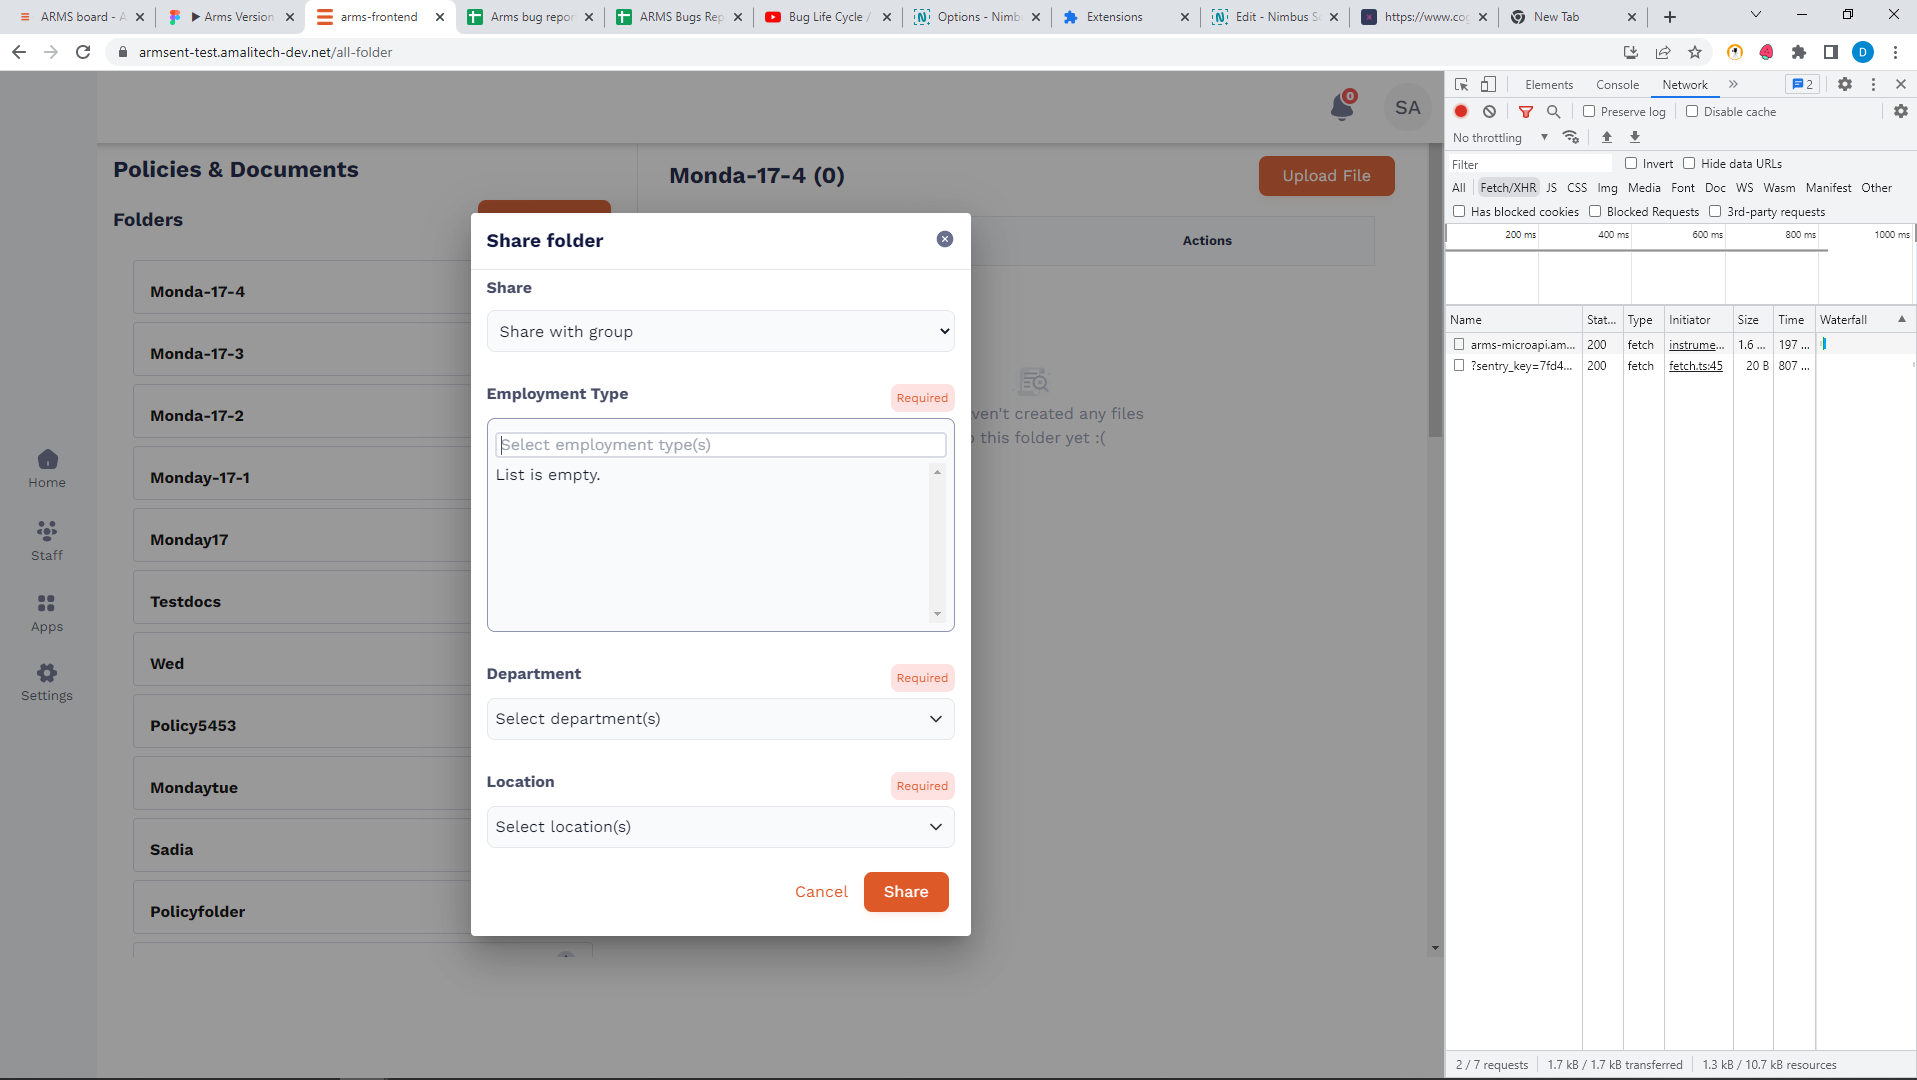 ARMS board - A
Arms Version
arms-frontend
Arms bug repor
ARMS Bugs Rep
Bug Life Cycle /
Options - Nimb
Extensions
Edit - Nimbus S
https://www.cog
New Tab
armsent-test.amalitech-dev.net/all-folder
D
0
SA
Policies & Documents
Folders
Monda-17-4
Monda-17-3
Monda-17-2
Monday-17-1
Monday17
Testdocs
Wed
Policy5453
Mondaytue
Sadia
Policyfolder
Home
Staff
Apps
Settings
Monda-17-4 (0)
Upload File
Actions
ven't created any files
this folder yet :(
Share folder
Share
Share with group
Employment Type
Required
Select employment type(s)
List is empty.
Department
Required
Select department(s)
Location
Required
Select location(s)
Cancel
Share
Elements
Console
Network
2
Preserve log
Disable cache
No throttling
Filter
Invert
Hide data URLs
All
Fetch/XHR
JS
CSS
Img
Media
Font
Doc
WS
Wasm
Manifest
Other
Has blocked cookies
Blocked Requests
3rd-party requests
200 ms
400 ms
600 ms
800 ms
1000 ms
Name
Stat...
Type
Initiator
Size
Time
Waterfall
arms-microapi.am...
200
fetch
instrume...
1.6 ...
197 ...
?sentry_key=7fd4...
200
fetch
fetch.ts:45
20 B
807 ...
2 / 7 requests
1.7 kB / 1.7 kB transferred
1.3 kB / 10.7 kB resources